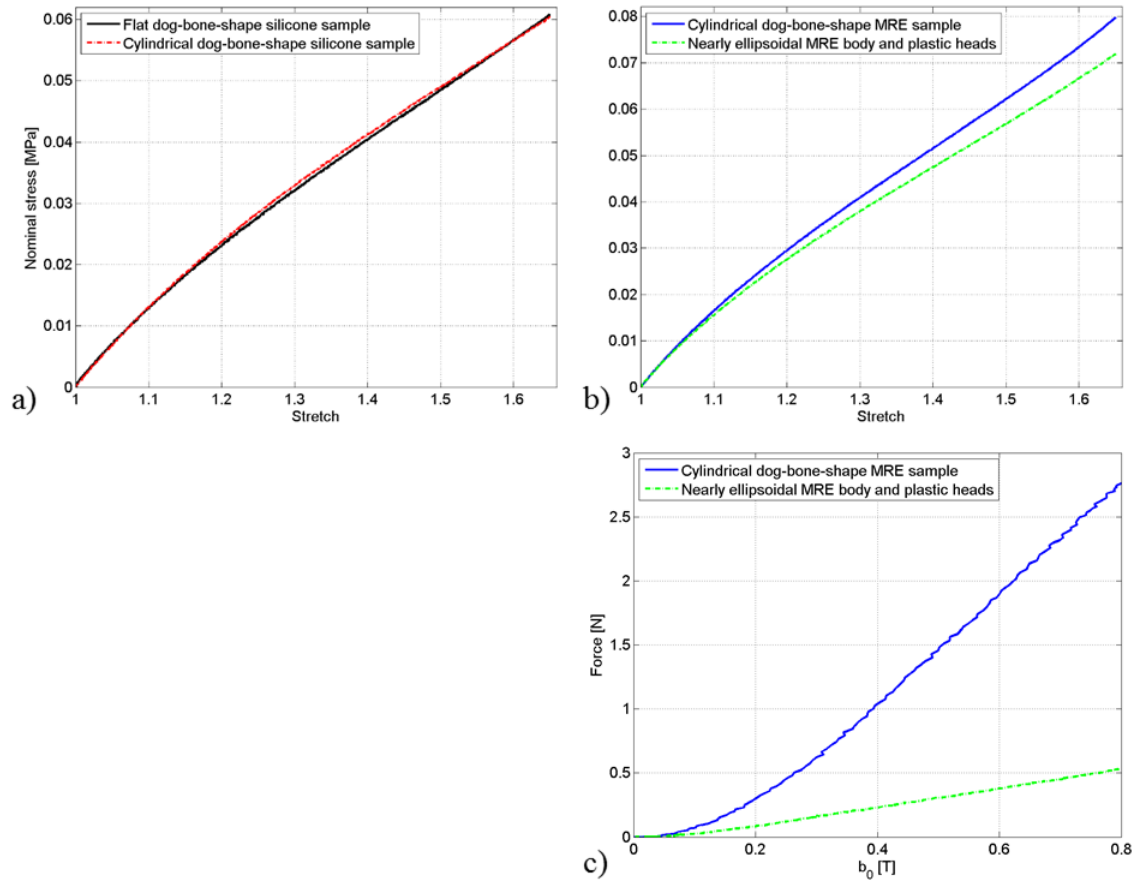 Flat dog-bone-shape silicone sample
Cylindrical dog-bone-shape silicone sample
Nominal stress [MPa]
0.06
0.05
0.04
0.03
0.02
0.01
0
1 1.1 1.2 1.3 1.4 1.5 1.6
Stretch
a)
Cylindrical dog-bone-shape MRE sample
Nearly ellipsoidal MRE body and plastic heads
0.08
0.07
0.06
0.05
0.04
0.03
0.02
0.01
0
1 1.1 1.2 1.3 1.4 1.5 1.6
Stretch
b)
Cylindrical dog-bone-shape MRE sample
Nearly ellipsoidal MRE body and plastic heads
Force [N]
3
2.5
2
1.5
1
0.5
0
0 0.2 0.4 0.6 0.8
b0 [T]
c)